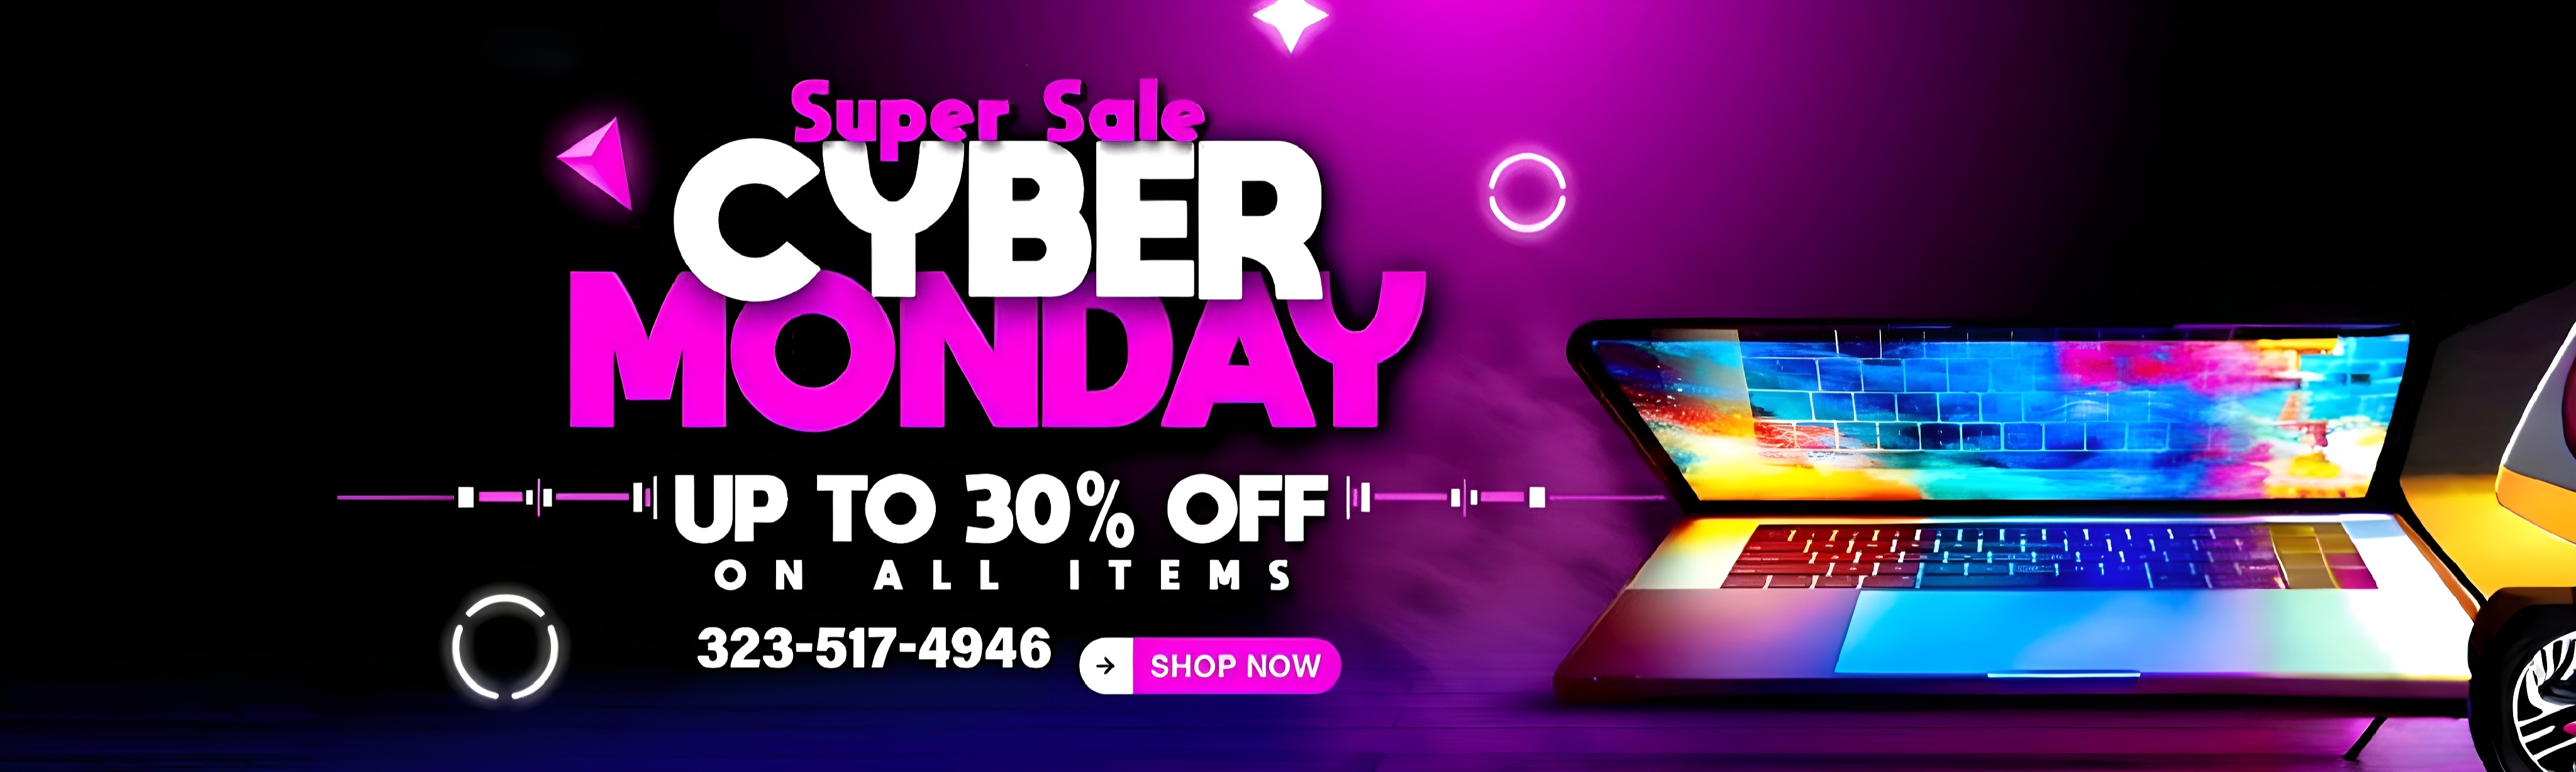 Super Sale
CYBER
MONDAY
UP TO 30% OFF
ON ALL ITEMS
323-517-4946
SHOP NOW